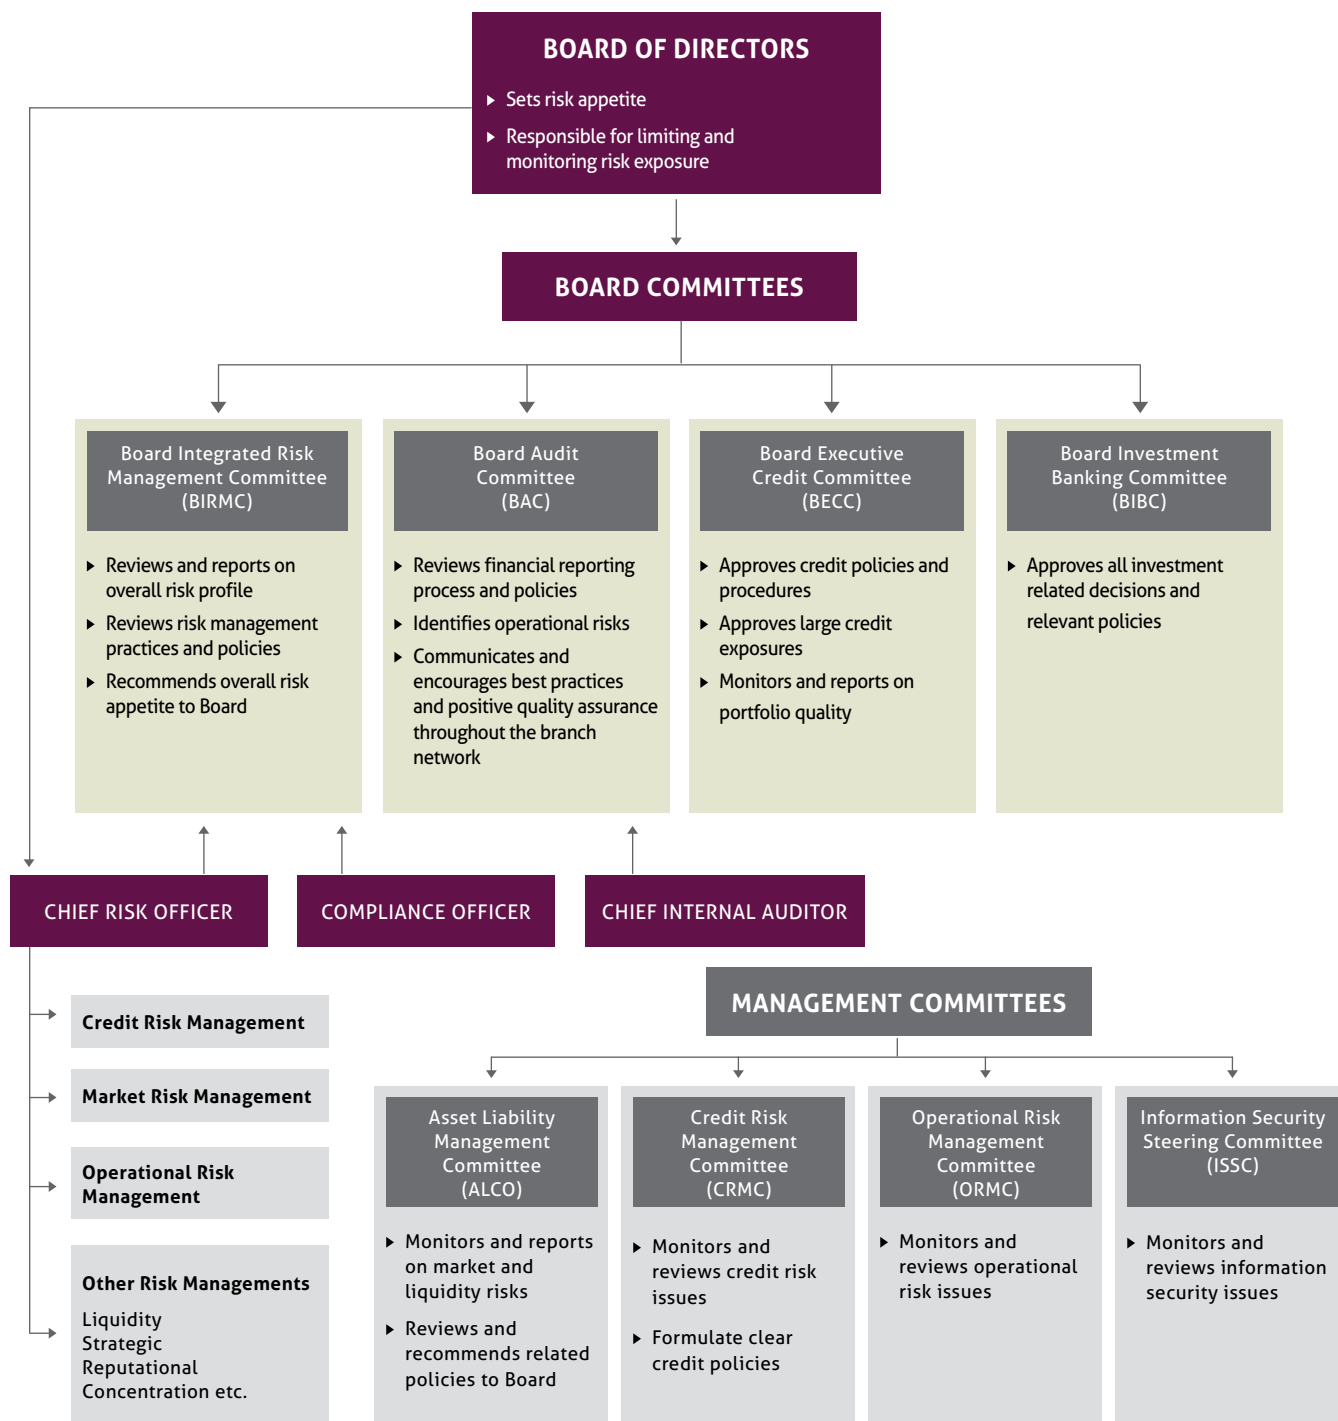 BOARD OF DIRECTORS
▶ Sets risk appetite
▶ Responsible for limiting and
monitoring risk exposure
BOARD COMMITTEES
Board Integrated Risk
Management Committee
(BIRMC)
▶ Reviews and reports on
overall risk profile
▶ Reviews risk management
practices and policies
▶ Recommends overall risk
appetite to Board
Board Audit
Committee
(BAC)
▶ Reviews financial reporting
process and policies
▶ Identifies operational risks
▶ Communicates and
encourages best practices
and positive quality assurance
throughout the branch
network
Board Executive
Credit Committee
(BECC)
▶ Approves credit policies and
procedures
▶ Approves large credit
exposures
▶ Monitors and reports on
portfolio quality
Board Investment
Banking Committee
(BIBC)
▶ Approves all investment
related decisions and
relevant policies
CHIEF RISK OFFICER
COMPLIANCE OFFICER
CHIEF INTERNAL AUDITOR
Credit Risk Management
Market Risk Management
Operational Risk
Management
Other Risk Managements
Liquidity
Strategic
Reputational
Concentration etc.
MANAGEMENT COMMITTEES
Asset Liability
Management
Committee
(ALCO)
▶ Monitors and reports
on market and
liquidity risks
▶ Reviews and
recommends related
policies to Board
Credit Risk
Management
Committee
(CRMC)
▶ Monitors and
reviews credit risk
issues
▶ Formulate clear
credit policies
Operational Risk
Management
Committee
(ORMC)
▶ Monitors and
reviews operational
risk issues
Information Security
Steering Committee
(ISSC)
▶ Monitors and
reviews information
security issues